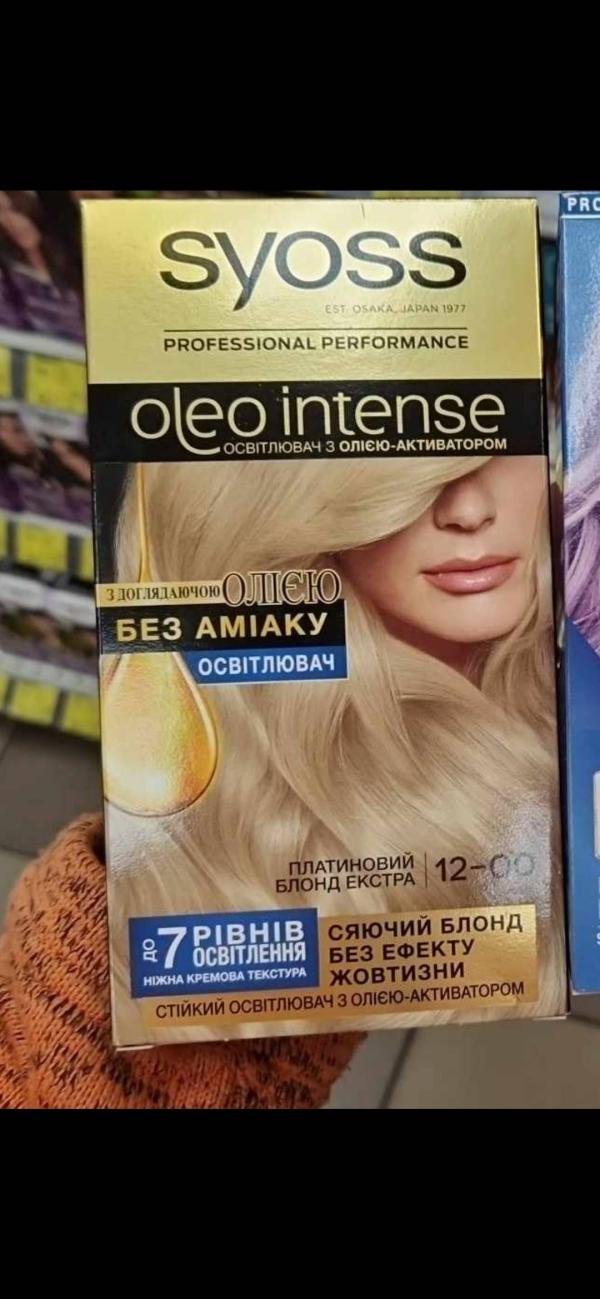 syoss
EST. OSAKA, JAPAN 1977
PROFESSIONAL PERFORMANCE
oleo intense
ОСВІТЛЮВАЧ З ОЛІЄЮ-АКТИВАТОРОМ
З ДОГЛЯДАЮЧОЮ ОЛІЄЮ
БЕЗ АМІАКУ
ОСВІТЛЮВАЧ
ПЛАТИНОВИЙ
БЛОНД ЕКСТРА
12-00
ДО 7 РІВНІВ
ОСВІТЛЕННЯ
НІЖНА КРЕМОВА ТЕКСТУРА
СЯЮЧИЙ БЛОНД
БЕЗ ЕФЕКТУ
ЖОВТИЗНИ
СТІЙКИЙ ОСВІТЛЮВАЧ З ОЛІЄЮ-АКТИВАТОРОМ